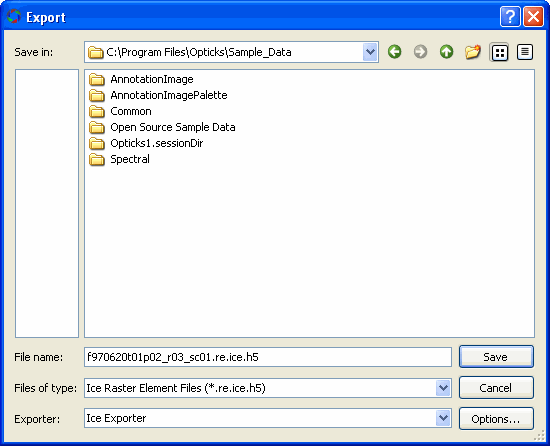 Export
Save in: C:\Program Files\Opticks\Sample_Data
AnnotationImage
AnnotationImagePalette
Common
Open Source Sample Data
Opticks1.sessionDir
Spectral
File name: f970620t01p02_r03_sc01.re.ice.h5 Save
Files of type: Ice Raster Element Files (*.re.ice.h5) Cancel
Exporter: Ice Exporter Options...